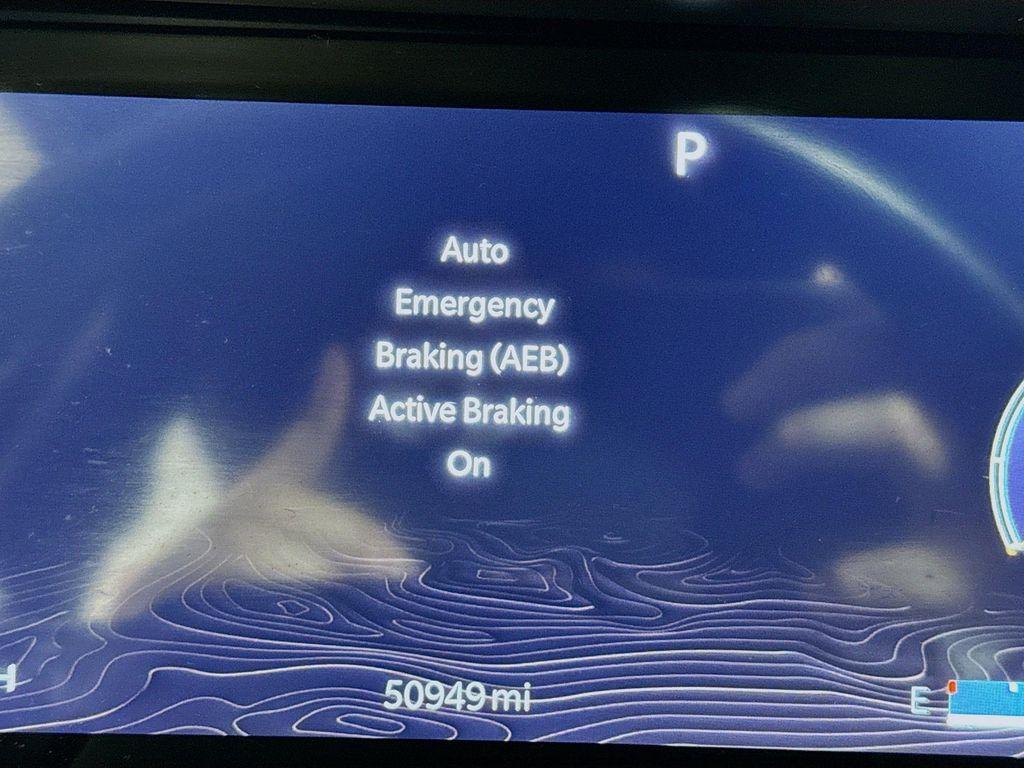 P
Auto
Emergency
Braking (AEB)
Active Braking
On
H
50949 mi
E